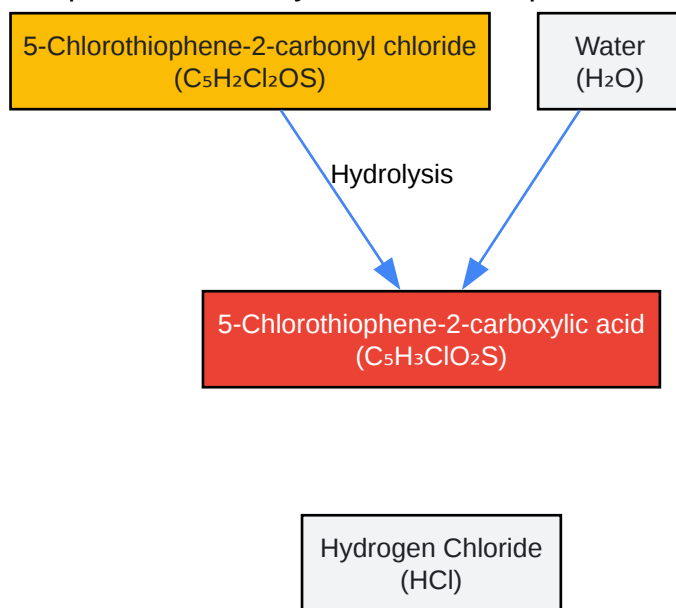 5-Chlorothiophene-2-carbonyl chloride
(C₅H₂Cl₂OS)
Water
(H₂O)
Hydrolysis
5-Chlorothiophene-2-carboxylic acid
(C₅H₃ClO₂S)
Hydrogen Chloride
(HCl)